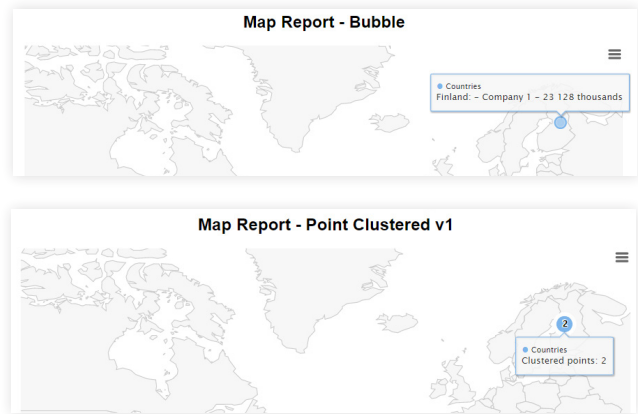 Map Report - Bubble
Countries
Finland: – Company 1 – 23 128 thousands
Map Report - Point Clustered v1
2
Countries
Clustered points: 2